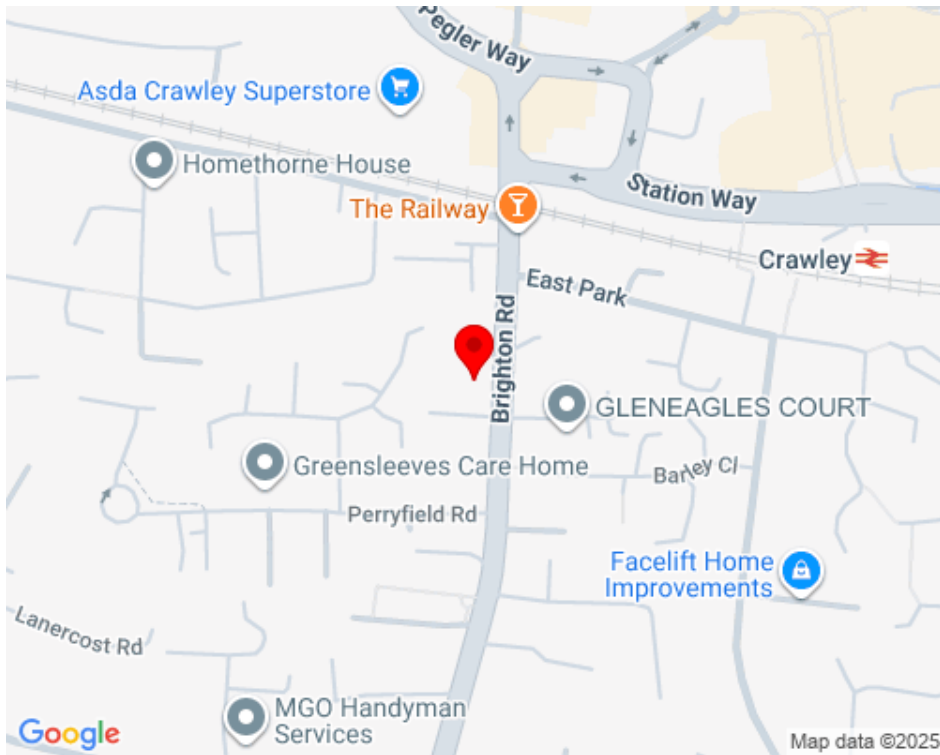 Pegler Way
Asda Crawley Superstore
Homethorne House
Station Way
The Railway
Crawley
East Park
Brighton Rd
GLENEAGLES COURT
Greensleeves Care Home
Barley Cl
Perryfield Rd
Facelift Home
Improvements
Lanercost Rd
MGO Handyman
Services
Google
Map data ©2025